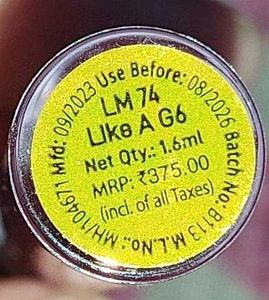 Mfd: 09/2023 Use Before: 08/2026 Batch No.: B113 M.L.No.: MH/104671
LM 74
Like A G6
Net Qty.: 1.6ml
MRP: ₹375.00
(incl. of all Taxes)